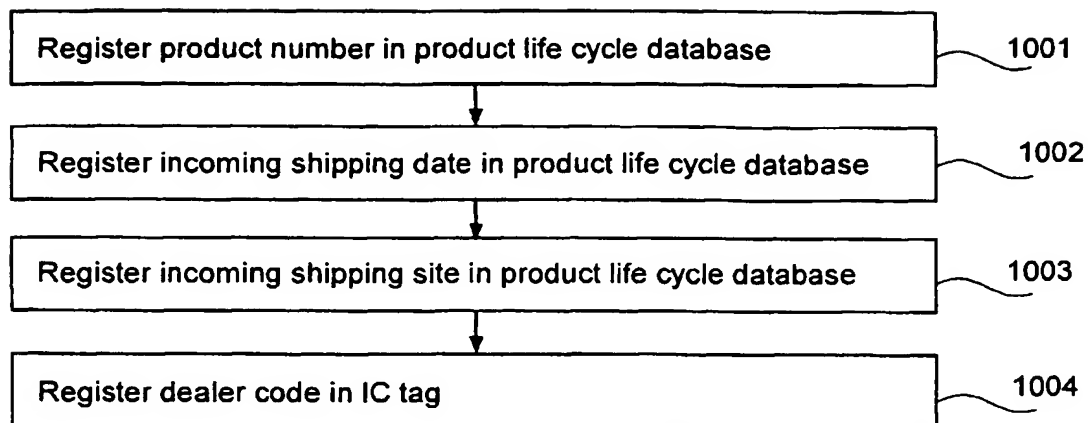 Register product number in product life cycle database
1001
Register incoming shipping date in product life cycle database
1002
Register incoming shipping site in product life cycle database
1003
Register dealer code in IC tag
1004